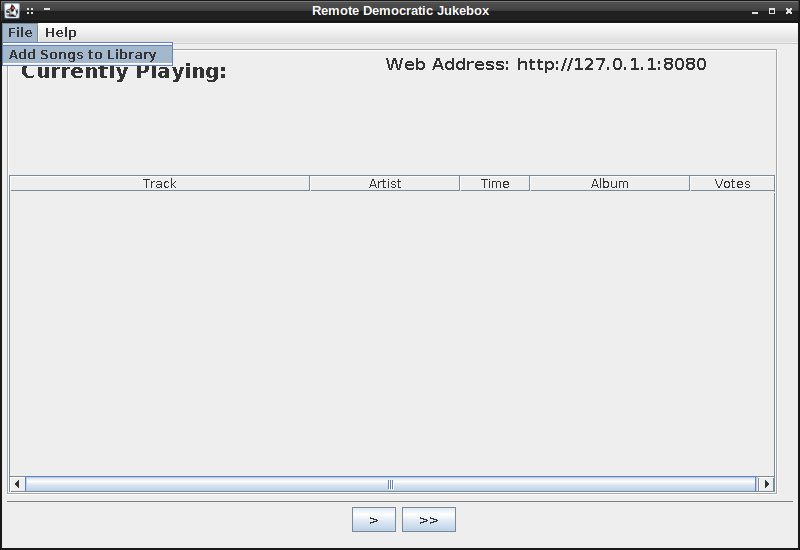 Remote Democratic Jukebox
File Help
Add Songs to Library
Currently Playing:
Web Address: http://127.0.1.1:8080
Track Artist Time Album Votes
> >>